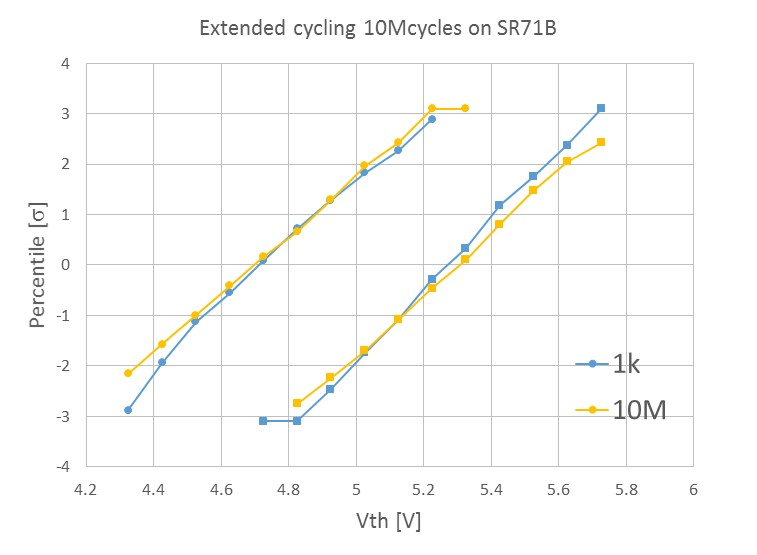 Extended cycling 10Mcycles on SR71B
4
3
2
1
0
-1
-2
-3
-4
Percentile [σ]
1k
10M
4.2 4.4 4.6 4.8 5 5.2 5.4 5.6 5.8 6
Vth [V]